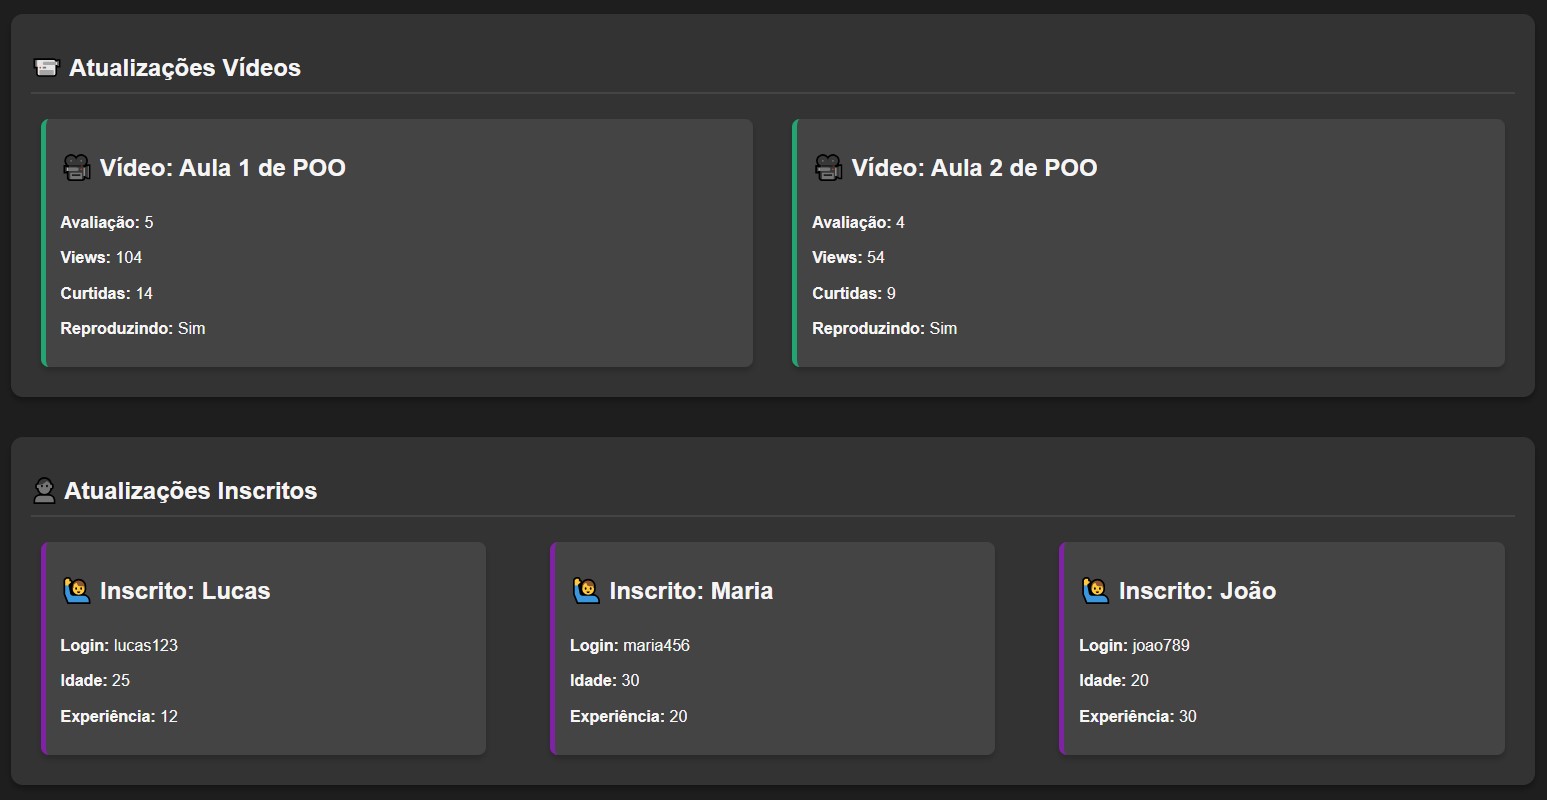 Atualizações Vídeos
Vídeo: Aula 1 de POO
Avaliação: 5
Views: 104
Curtidas: 14
Reproduzindo: Sim
Vídeo: Aula 2 de POO
Avaliação: 4
Views: 54
Curtidas: 9
Reproduzindo: Sim
Atualizações Inscritos
Inscrito: Lucas
Login: lucas123
Idade: 25
Experiência: 12
Inscrito: Maria
Login: maria456
Idade: 30
Experiência: 20
Inscrito: João
Login: joao789
Idade: 20
Experiência: 30